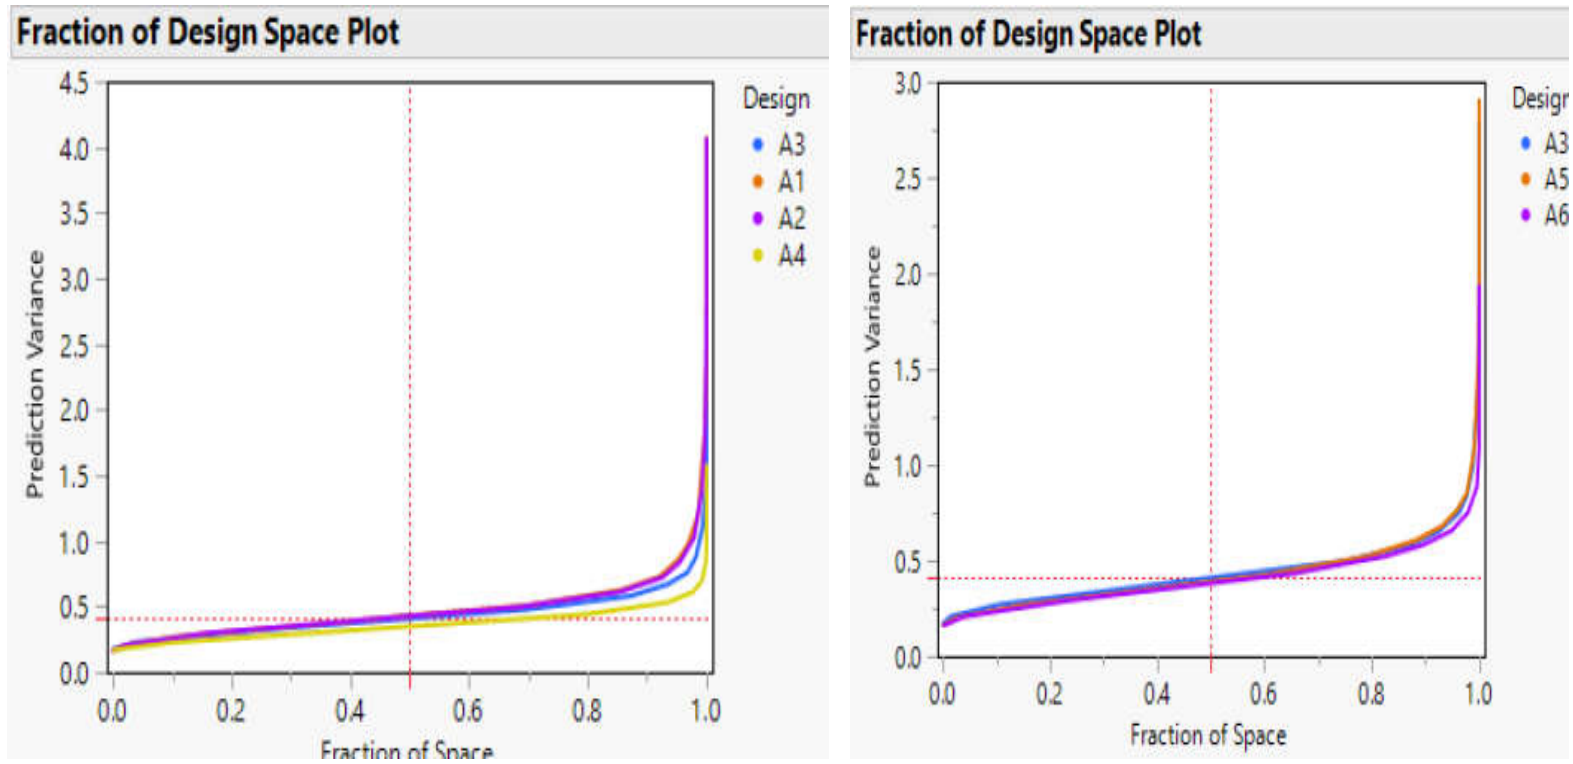 Fraction of Design Space Plot
4.5
4.0
3.5
3.0
2.5
2.0
1.5
1.0
0.5
0.0
Prediction Variance
0.0 0.2 0.4 0.6 0.8 1.0
Fraction of Space
Design
A3
A1
A2
A4
Fraction of Design Space Plot
3.0
2.5
2.0
1.5
1.0
0.5
0.0
Prediction Variance
0.0 0.2 0.4 0.6 0.8 1.0
Fraction of Space
Design
A3
A5
A6